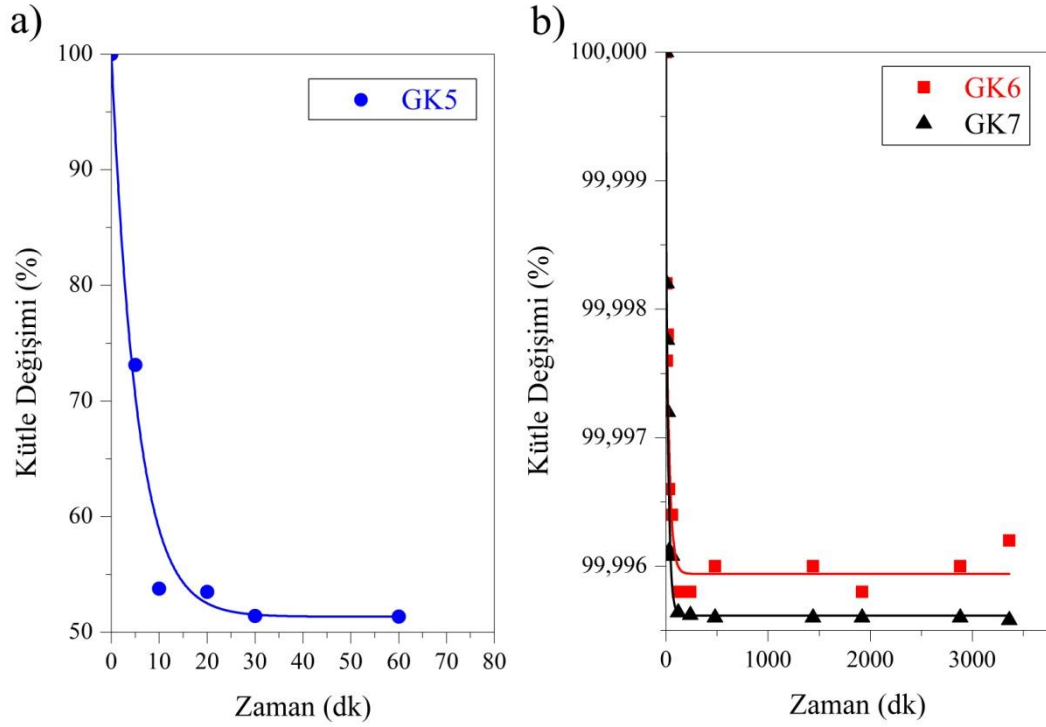 a)
100
90
80
70
60
50
Kütle Değişimi (%)
GK5
0 10 20 30 40 50 60 70 80
Zaman (dk)
b)
100,000
99,999
99,998
99,997
99,996
Kütle Değişimi (%)
GK6
GK7
0 1000 2000 3000
Zaman (dk)